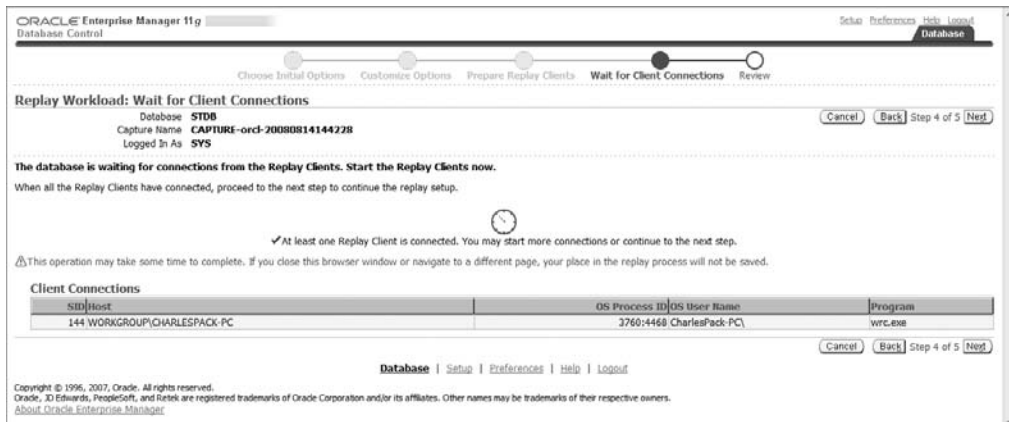 ORACLE Enterprise Manager 11g
Database Control
Setup Preferences Help Logout
Database
Choose Initial Options Customize Options Prepare Replay Clients Wait for Client Connections Review
Replay Workload: Wait for Client Connections
Database STDB
Capture Name CAPTURE-orcl-20080814144228
Logged In As SYS
Cancel Back Step 4 of 5 Next
The database is waiting for connections from the Replay Clients. Start the Replay Clients now.
When all the Replay Clients have connected, proceed to the next step to continue the replay setup.
At least one Replay Client is connected. You may start more connections or continue to the next step.
This operation may take some time to complete. If you close this browser window or navigate to a different page, your place in the replay process will not be saved.
Client Connections
SID Host OS Process ID OS User Name Program
144 WORKGROUP\CHARLESPACK-PC 3760:4468 CharlesPack-PC\ wrc.exe
Cancel Back Step 4 of 5 Next
Database | Setup | Preferences | Help | Logout
Copyright © 1996, 2007, Oracle. All rights reserved.
Oracle, JD Edwards, PeopleSoft, and Retek are registered trademarks of Oracle Corporation and/or its affiliates. Other names may be trademarks of their respective owners.
About Oracle Enterprise Manager